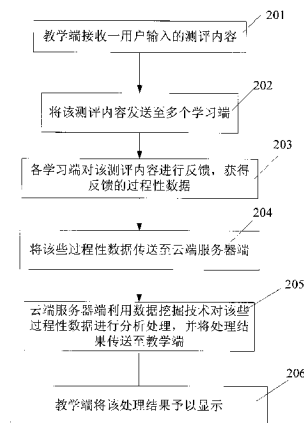 201
教学端接收一用户输入的测评内容
202
将该测评内容发送至多个学习端
203
各学习端对该测评内容进行反馈，获得
反馈的过程性数据
204
将该些过程性数据传送至云端服务器端
205
云端服务器端利用数据挖掘技术对该些
过程性数据进行分析处理，并将处理结
果传送至教学端
206
教学端将该处理结果予以显示